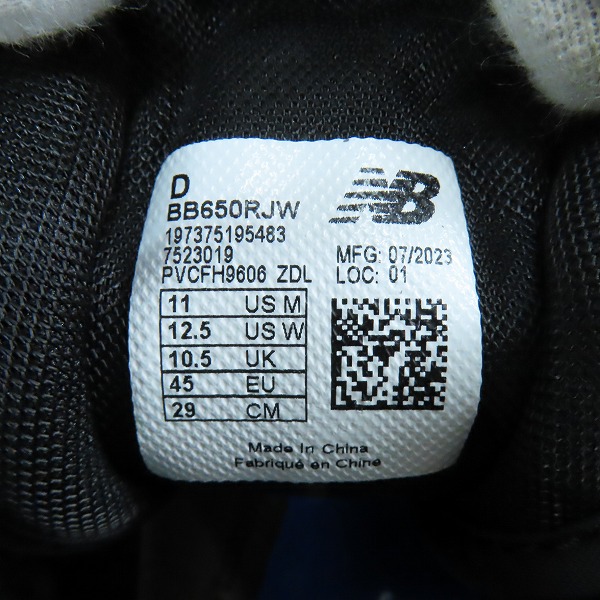 D
BB650RJW
NB
197375195483
7523019
MFG: 07/2023
PVCFH9606 ZDL
LOC: 01
11 US M
12.5 US W
10.5 UK
45 EU
29 CM
Made In China
Fabriqué en Chine